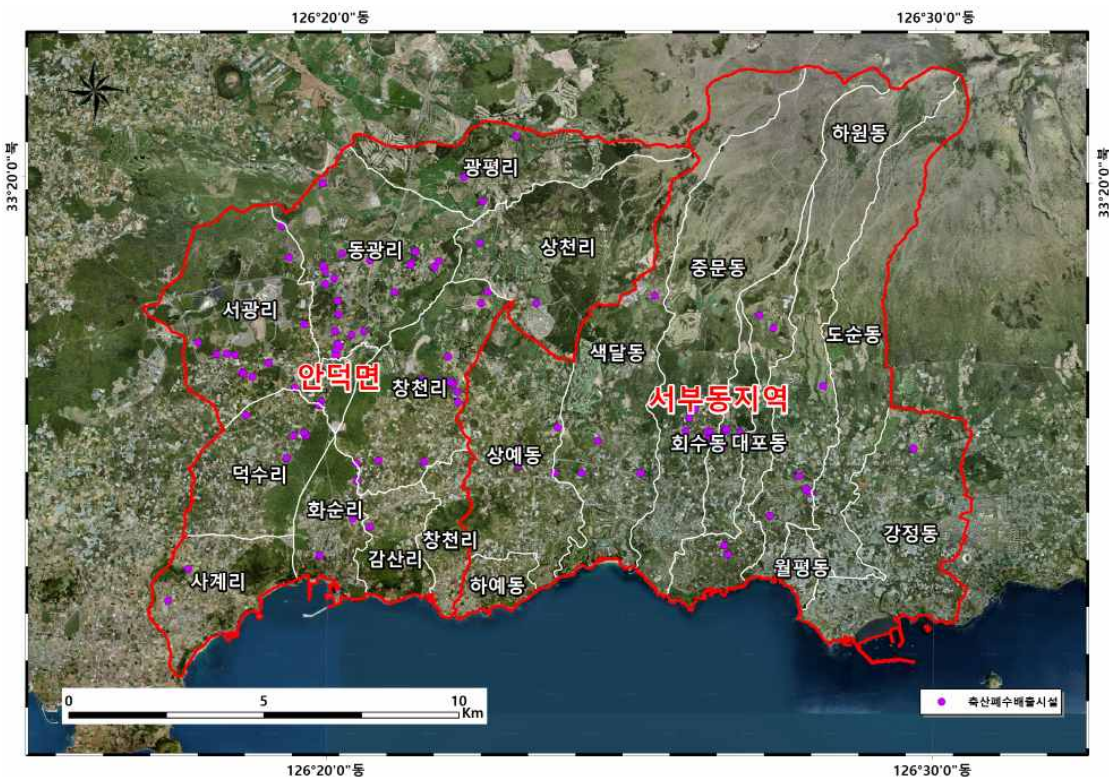 126°20'0"동
126°30'0"동
33°20'0"북
33°20'0"북
하원동
광평리
상천리
동광리
중문동
서광리
도순동
색달동
안덕면
창천리
서부동지역
회수동
대포동
상예동
덕수리
화순리
창천리
감산리
강정동
월평동
사계리
하예동
0
5
10
Km
축산폐수배출시설
126°20'0"동
126°30'0"동